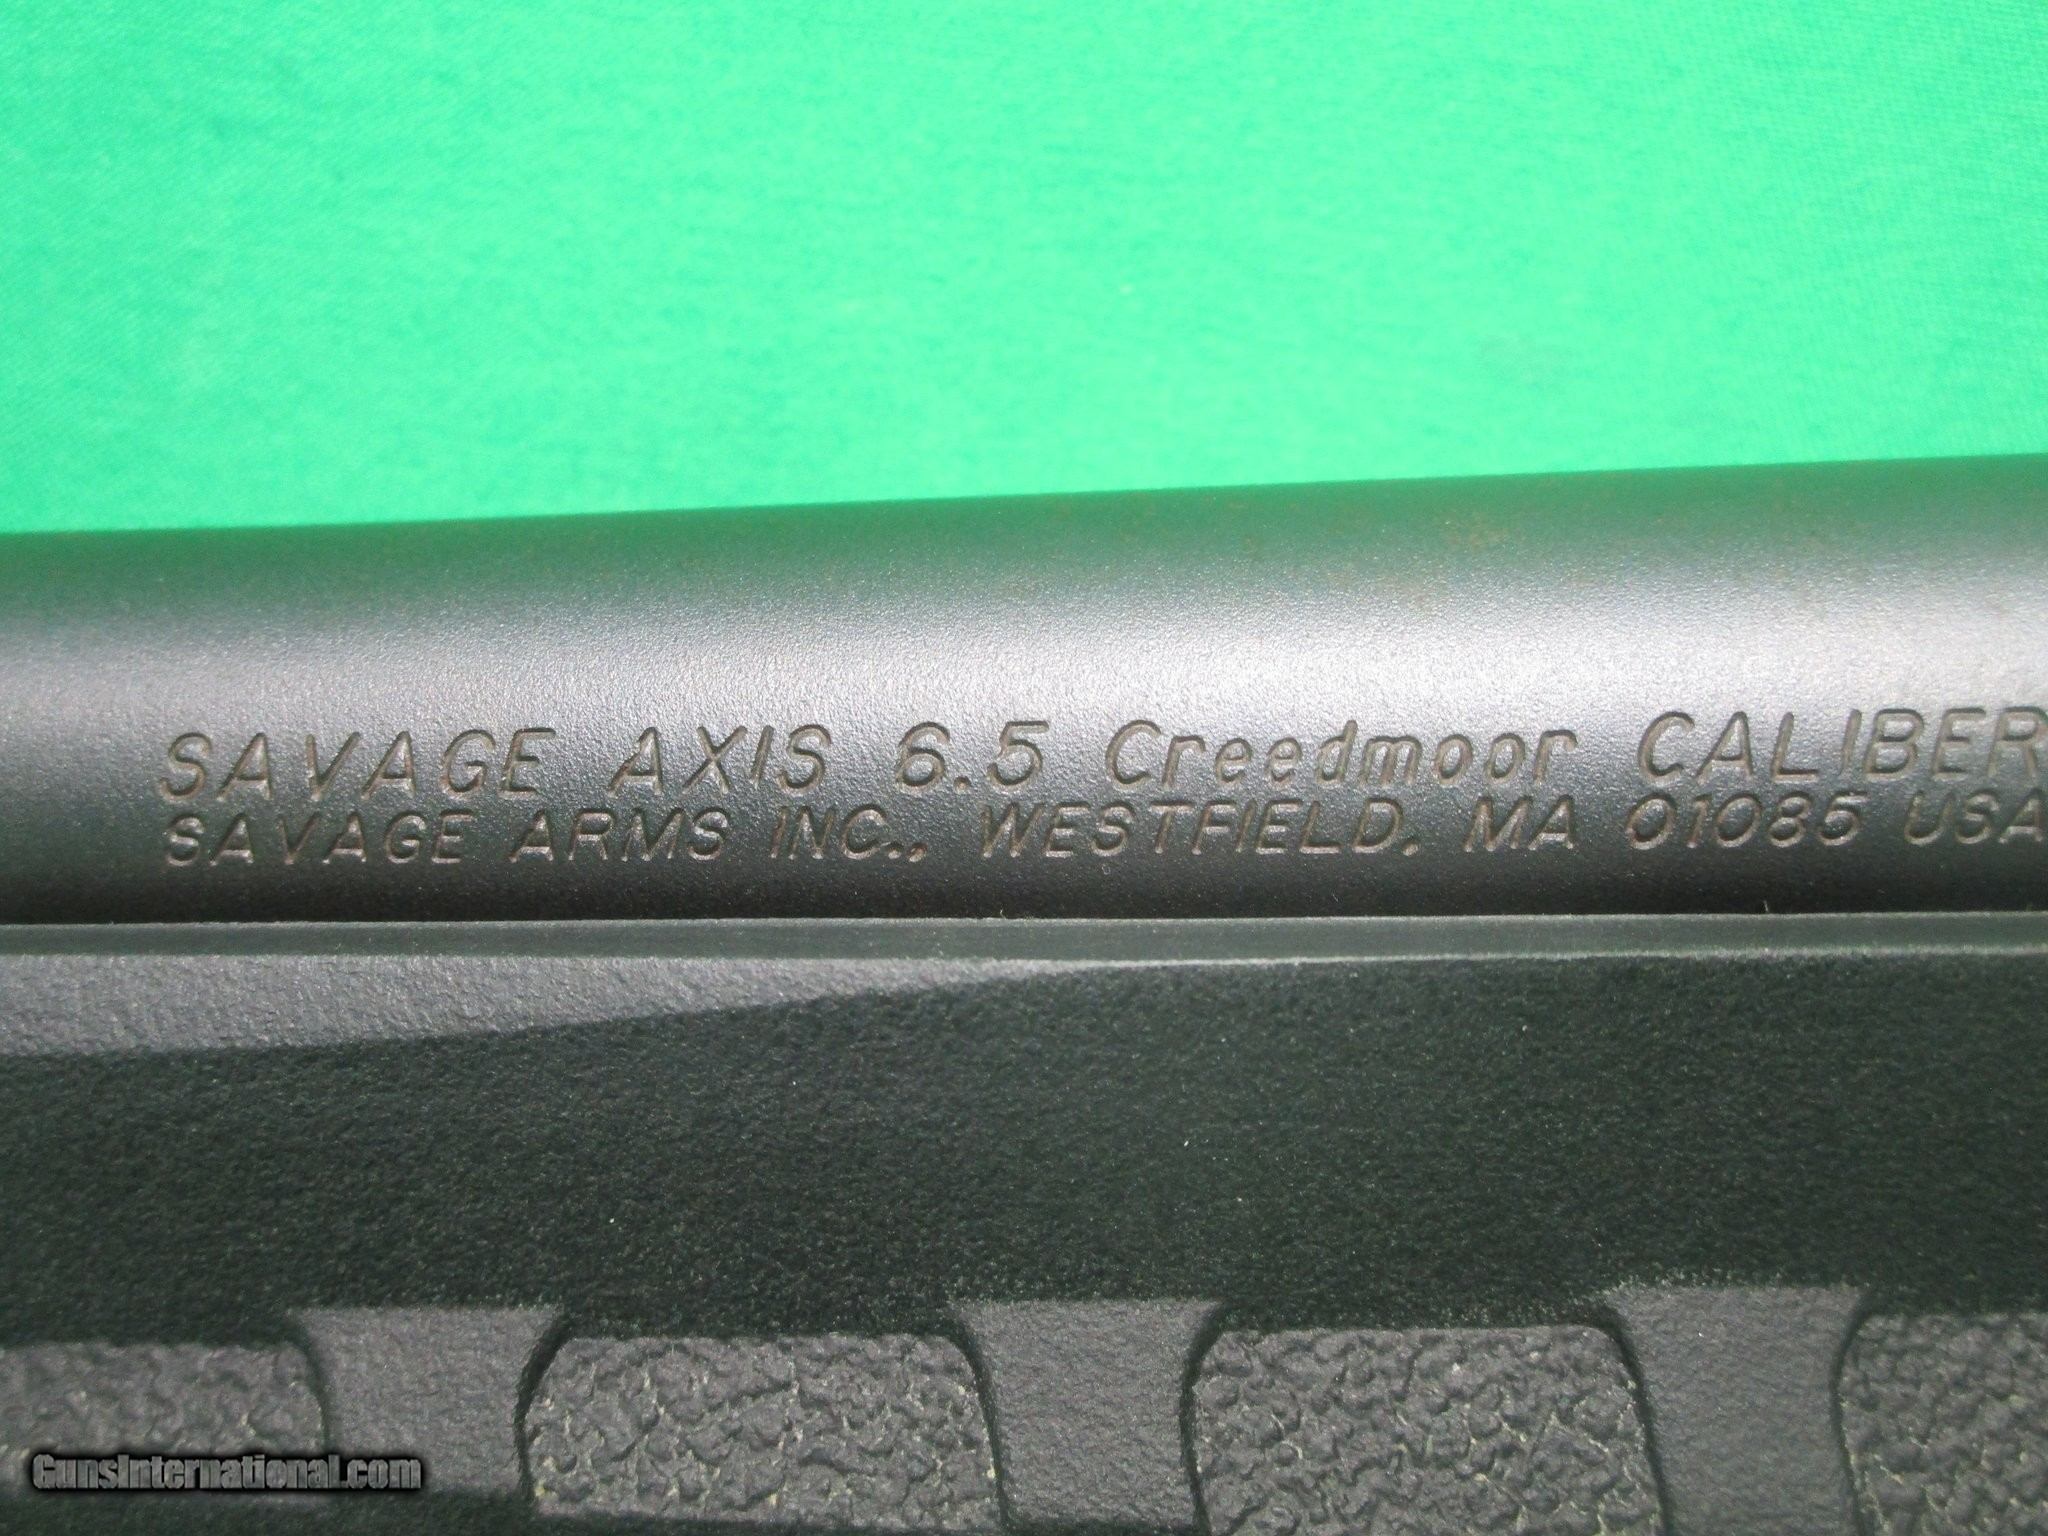 SAVAGE AXIS 6.5 Creedmoor CALIBER
SAVAGE ARMS INC., WESTFIELD, MA 01085 USA
GunsInternational.com